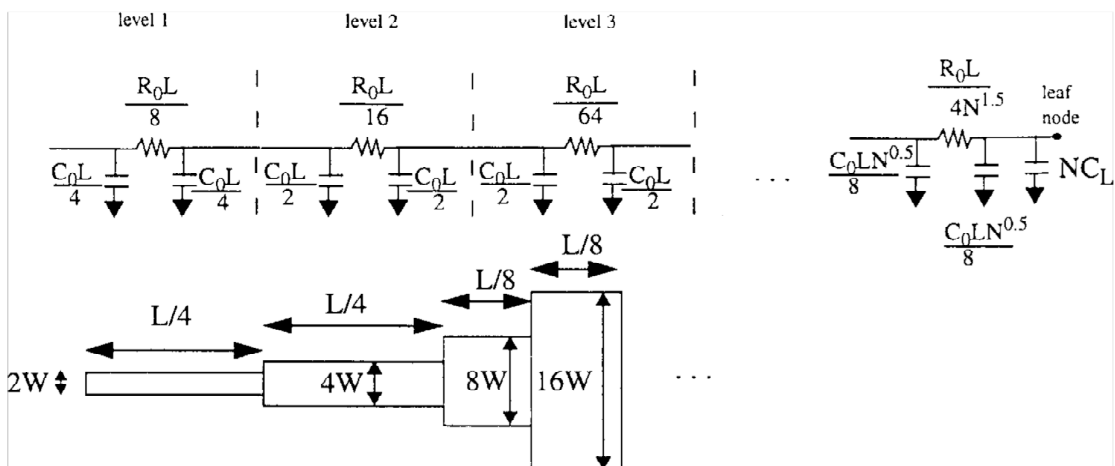 level 1
level 2
level 3
R₀L
8
R₀L
16
R₀L
64
R₀L
4N^1.5
leaf
node
C₀L
4
C₀L
4
C₀L
2
C₀L
2
C₀L
2
C₀L
2
. . .
C₀LN^0.5
8
NC_L
C₀LN^0.5
8
L/8
L/8
L/4
L/4
2W
4W
8W
16W
. . .